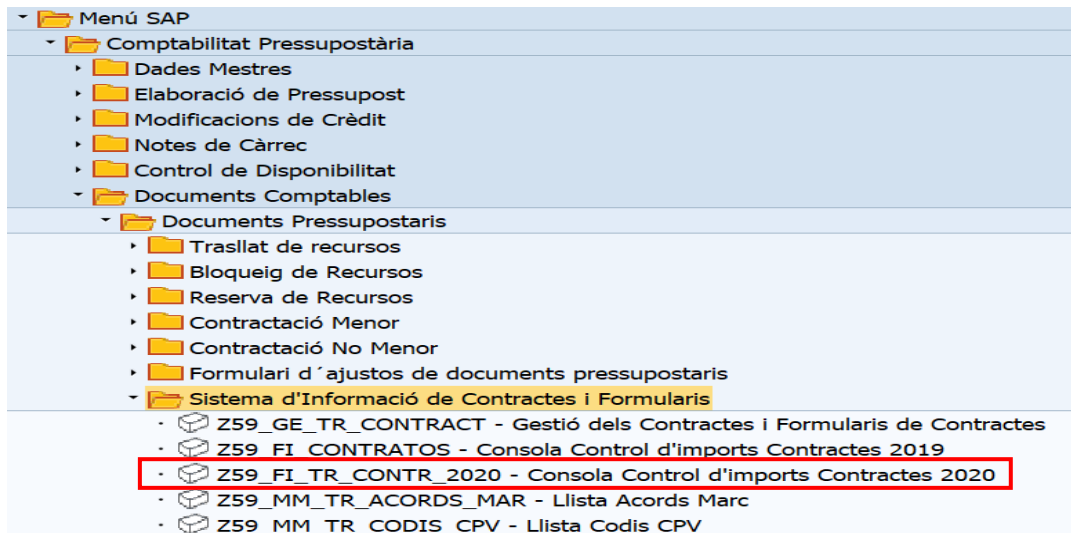 Menú SAP
Comptabilitat Pressupostària
Dades Mestres
Elaboració de Pressupost
Modificacions de Crèdit
Notes de Càrrec
Control de Disponibilitat
Documents Comptables
Documents Pressupostaris
Trasllat de recursos
Bloqueig de Recursos
Reserva de Recursos
Contractació Menor
Contractació No Menor
Formulari d´ajustos de documents pressupostaris
Sistema d'Informació de Contractes i Formularis
Z59_GE_TR_CONTRACT - Gestió dels Contractes i Formularis de Contractes
Z59_FI_CONTRATOS - Consola Control d'imports Contractes 2019
Z59_FI_TR_CONTR_2020 - Consola Control d'imports Contractes 2020
Z59_MM_TR_ACORDS_MAR - Llista Acords Marc
Z59_MM_TR_CODIS_CPV - Llista Codis CPV